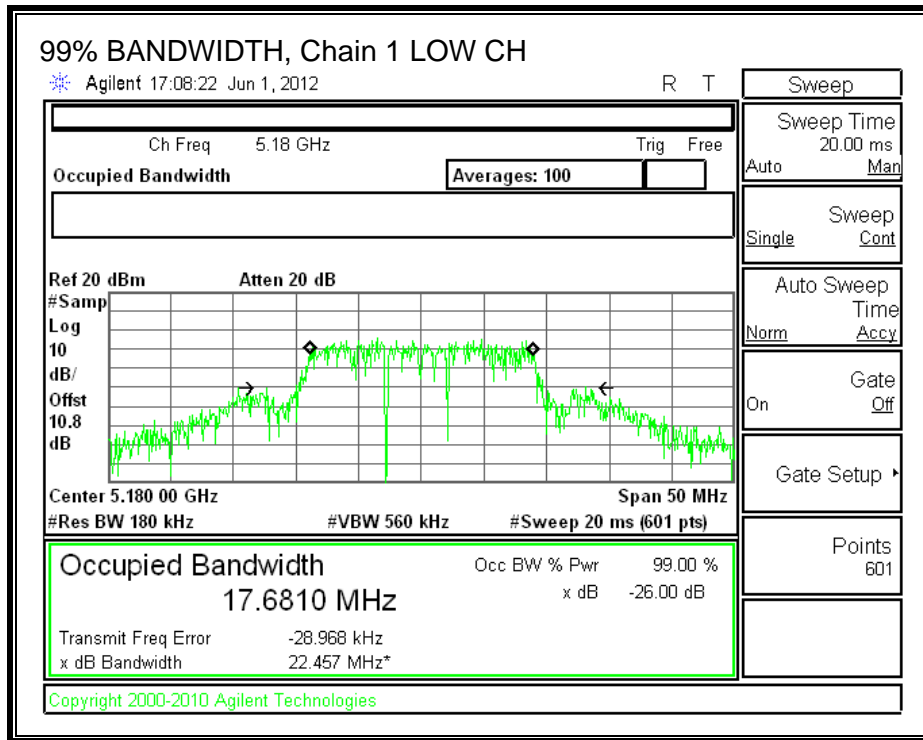 99% BANDWIDTH, Chain 1 LOW CH
Agilent 17:08:22 Jun 1, 2012 R T
Ch Freq 5.18 GHz Trig Free
Occupied Bandwidth Averages: 100
Ref 20 dBm Atten 20 dB
#Samp
Log
10
dB/
Offst
10.8
dB
Center 5.180 00 GHz Span 50 MHz
#Res BW 180 kHz #VBW 560 kHz #Sweep 20 ms (601 pts)
Occupied Bandwidth Occ BW % Pwr 99.00 %
17.6810 MHz x dB -26.00 dB
Transmit Freq Error -28.968 kHz
x dB Bandwidth 22.457 MHz*
Copyright 2000-2010 Agilent Technologies
Sweep
Sweep Time
20.00 ms
Auto Man
Sweep
Single Cont
Auto Sweep
Time
Norm Accy
Gate
On Off
Gate Setup
Points
601